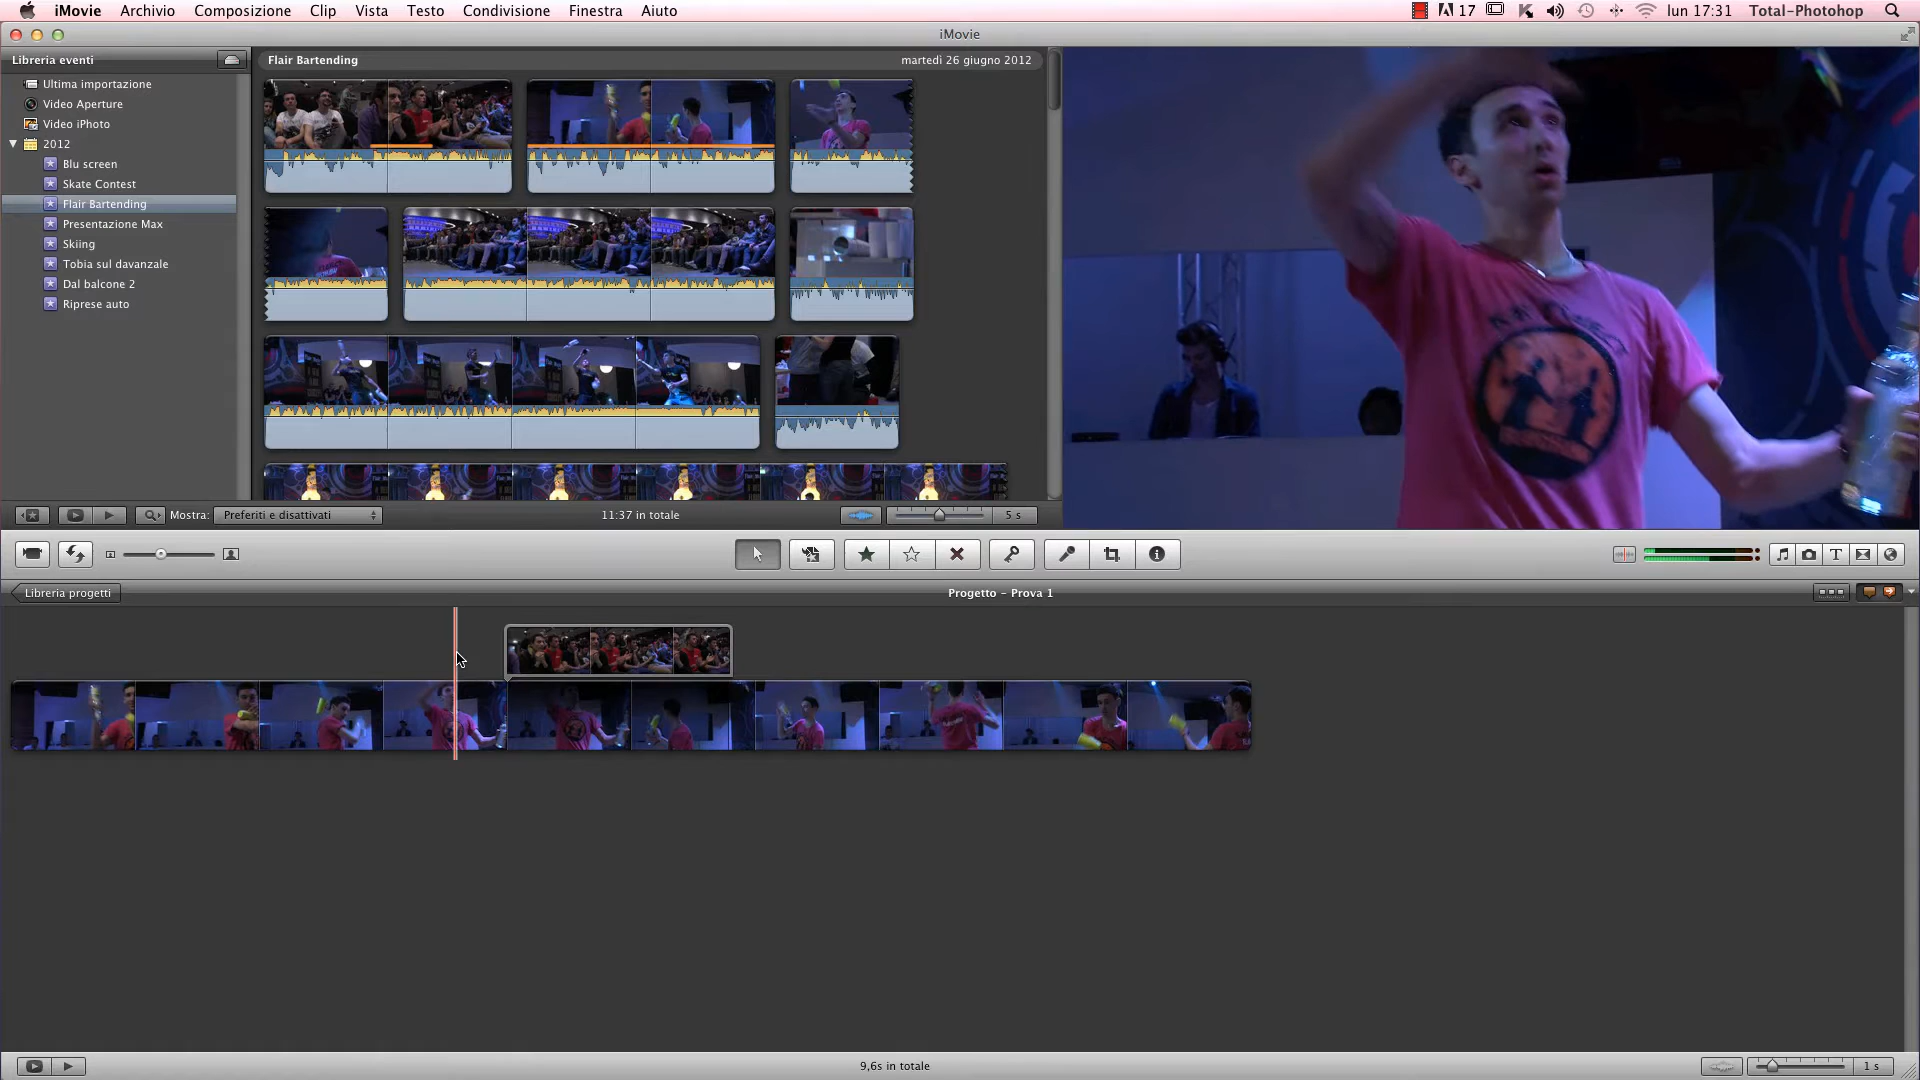 iMovie Archivio Composizione Clip Vista Testo Condivisione Finestra Aiuto 17 lun 17:31 Total-Photohop
iMovie
Libreria eventi
Flair Bartending martedì 26 giugno 2012
Ultima importazione
Video Aperture
Video iPhoto
2012
Blu screen
Skate Contest
Flair Bartending
Presentazione Max
Skiing
Tobia sul davanzale
Dal balcone 2
Riprese auto
Mostra: Preferiti e disattivati 11:37 in totale 5 s
Libreria progetti Progetto – Prova 1
9,6s in totale 1 s